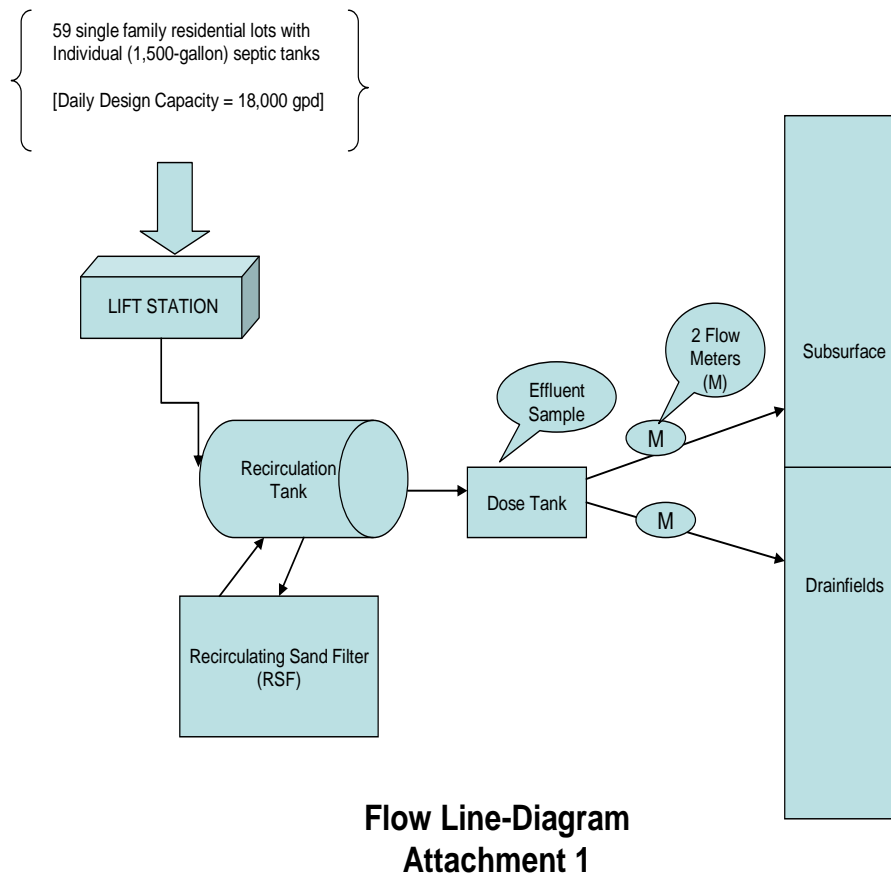 59 single family residential lots with
Individual (1,500-gallon) septic tanks
[Daily Design Capacity = 18,000 gpd]
LIFT STATION
2 Flow
Meters
(M)
Subsurface
Effluent
Sample
M
Recirculation
Tank
Dose Tank
M
Drainfields
Recirculating Sand Filter
(RSF)
Flow Line-Diagram
Attachment 1